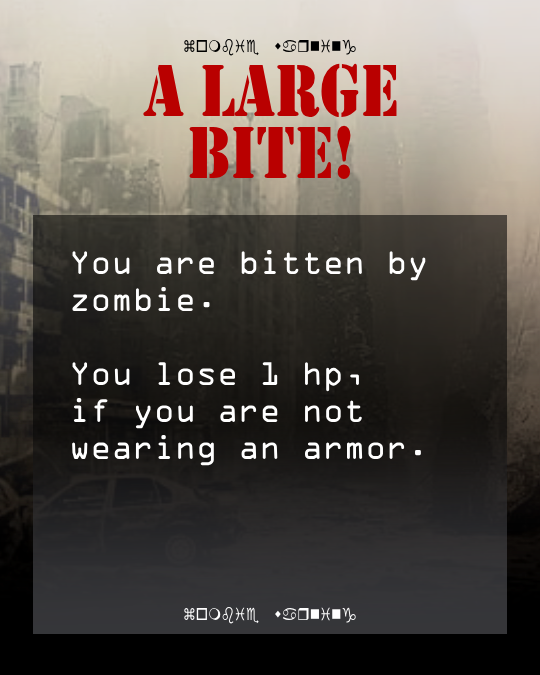 ⌘□❍♌♓♏ ⬥♋❒■♓■♑
A LARGE
BITE!
You are bitten by
zombie.
You lose 1 hp,
if you are not
wearing an armor.
⌘□❍♌♓♏ ⬥♋❒■♓■♑